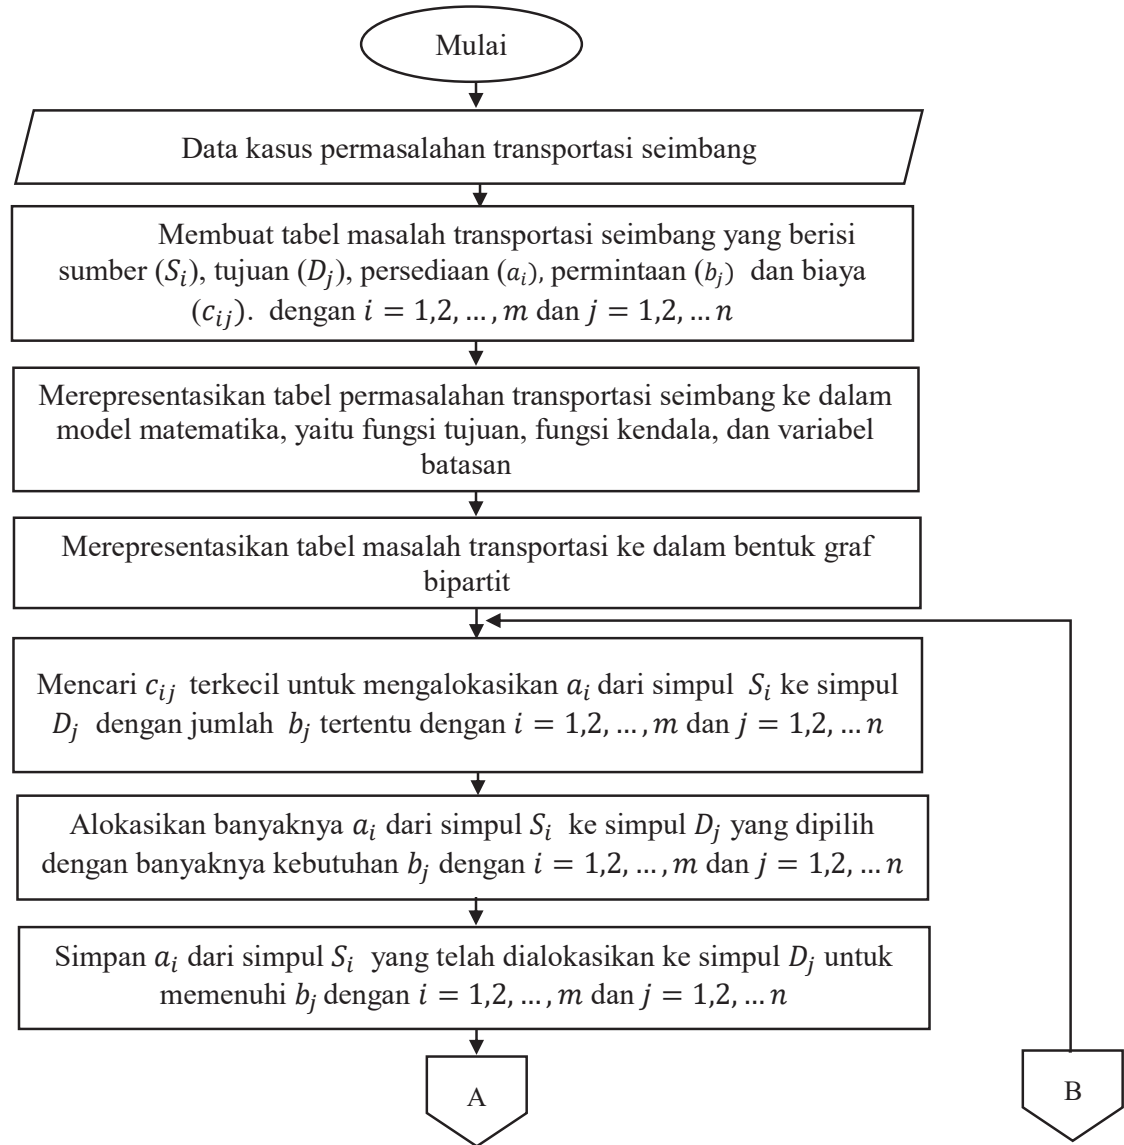 Mulai
Data kasus permasalahan transportasi seimbang
Membuat tabel masalah transportasi seimbang yang berisi
sumber (𝑆ᵢ), tujuan (𝐷ⱼ), persediaan (𝑎ᵢ), permintaan (𝑏ⱼ) dan biaya
(𝑐ᵢⱼ). dengan 𝑖 = 1,2, … , 𝑚 dan 𝑗 = 1,2, … 𝑛
Merepresentasikan tabel permasalahan transportasi seimbang ke dalam
model matematika, yaitu fungsi tujuan, fungsi kendala, dan variabel
batasan
Merepresentasikan tabel masalah transportasi ke dalam bentuk graf
bipartit
Mencari 𝑐ᵢⱼ terkecil untuk mengalokasikan 𝑎ᵢ dari simpul 𝑆ᵢ ke simpul
𝐷ⱼ dengan jumlah 𝑏ⱼ tertentu dengan 𝑖 = 1,2, … , 𝑚 dan 𝑗 = 1,2, … 𝑛
Alokasikan banyaknya 𝑎ᵢ dari simpul 𝑆ᵢ ke simpul 𝐷ⱼ yang dipilih
dengan banyaknya kebutuhan 𝑏ⱼ dengan 𝑖 = 1,2, … , 𝑚 dan 𝑗 = 1,2, … 𝑛
Simpan 𝑎ᵢ dari simpul 𝑆ᵢ yang telah dialokasikan ke simpul 𝐷ⱼ untuk
memenuhi 𝑏ⱼ dengan 𝑖 = 1,2, … , 𝑚 dan 𝑗 = 1,2, … 𝑛
A
B